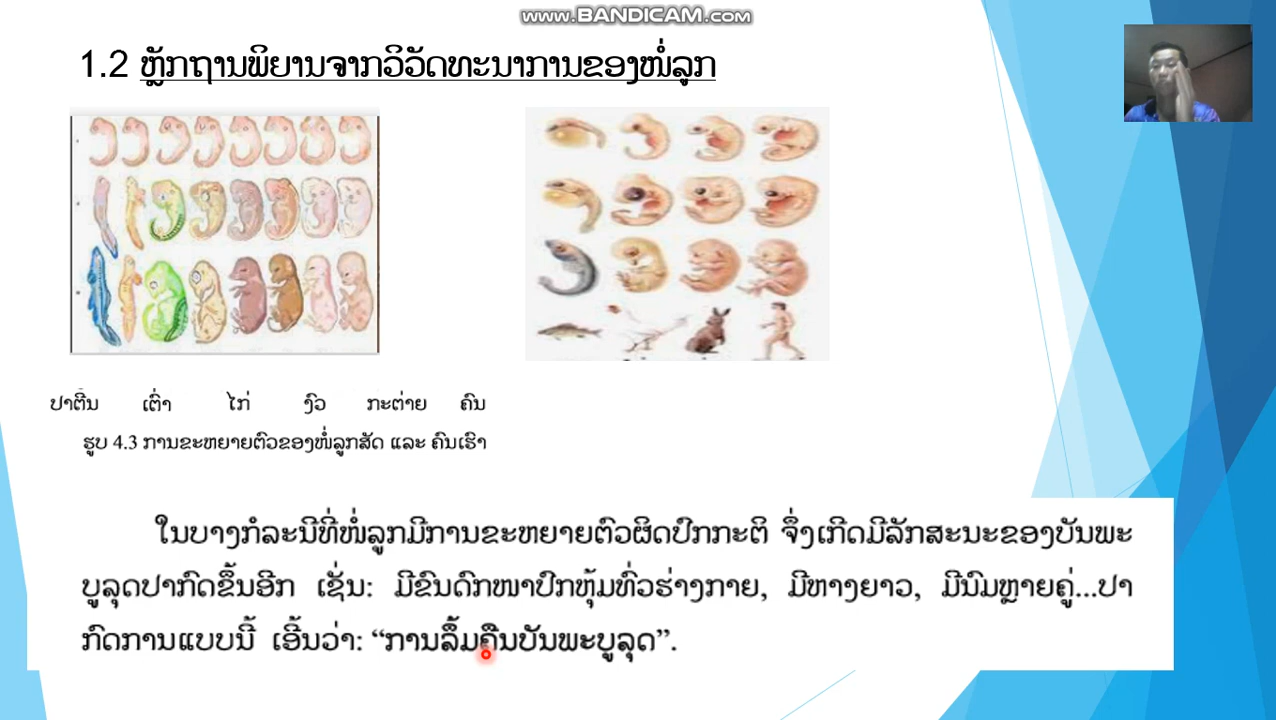 www.BANDICAM.com
1.2 ຫຼັກຖານພິຍານຈາກວິວັດທະນາການຂອງໜໍ່ລູກ
ປາຕີນ ເຕົ່າ ໄກ່ ງົວ ກະຕ່າຍ ຄົນ
ຮູບ 4.3 ການຂະຫຍາຍຕົວຂອງໜໍ່ລູກສັດ ແລະ ຄົນເຮົາ
ໃນບາງກໍລະນີທີ່ໜໍ່ລູກມີການຂະຫຍາຍຕົວຜິດປົກກະຕິ ຈຶ່ງເກີດມີລັກສະນະຂອງບັນພະ
ບູລຸດປາກົດຂຶ້ນອີກ ເຊັ່ນ: ມີຂົນດົກໜາປົກຫຸ້ມທົ່ວຮ່າງກາຍ, ມີຫາງຍາວ, ມີນົມຫຼາຍຄູ່...ປາ
ກົດການແບບນີ້ ເອີ້ນວ່າ: “ການລຶ້ມຄືນບັນພະບູລຸດ”.